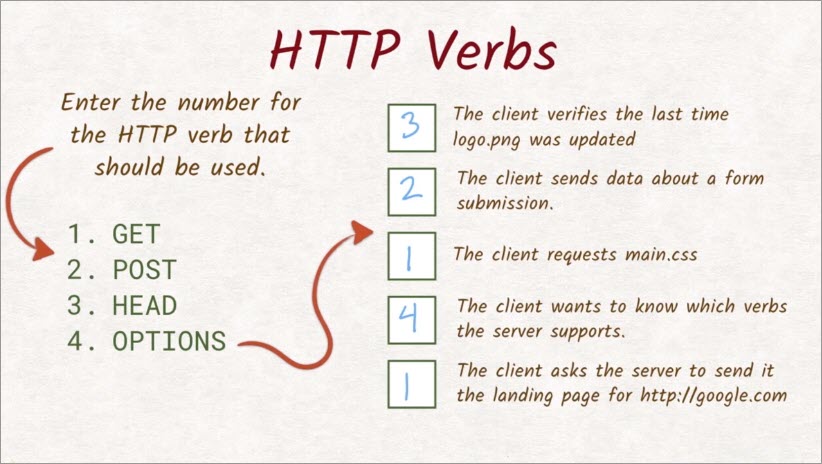 HTTP Verbs
Enter the number for
the HTTP verb that
should be used.
1. GET
2. POST
3. HEAD
4. OPTIONS
3
The client verifies the last time
logo.png was updated
2
The client sends data about a form
submission.
1
The client requests main.css
4
The client wants to know which verbs
the server supports.
1
The client asks the server to send it
the landing page for http://google.com